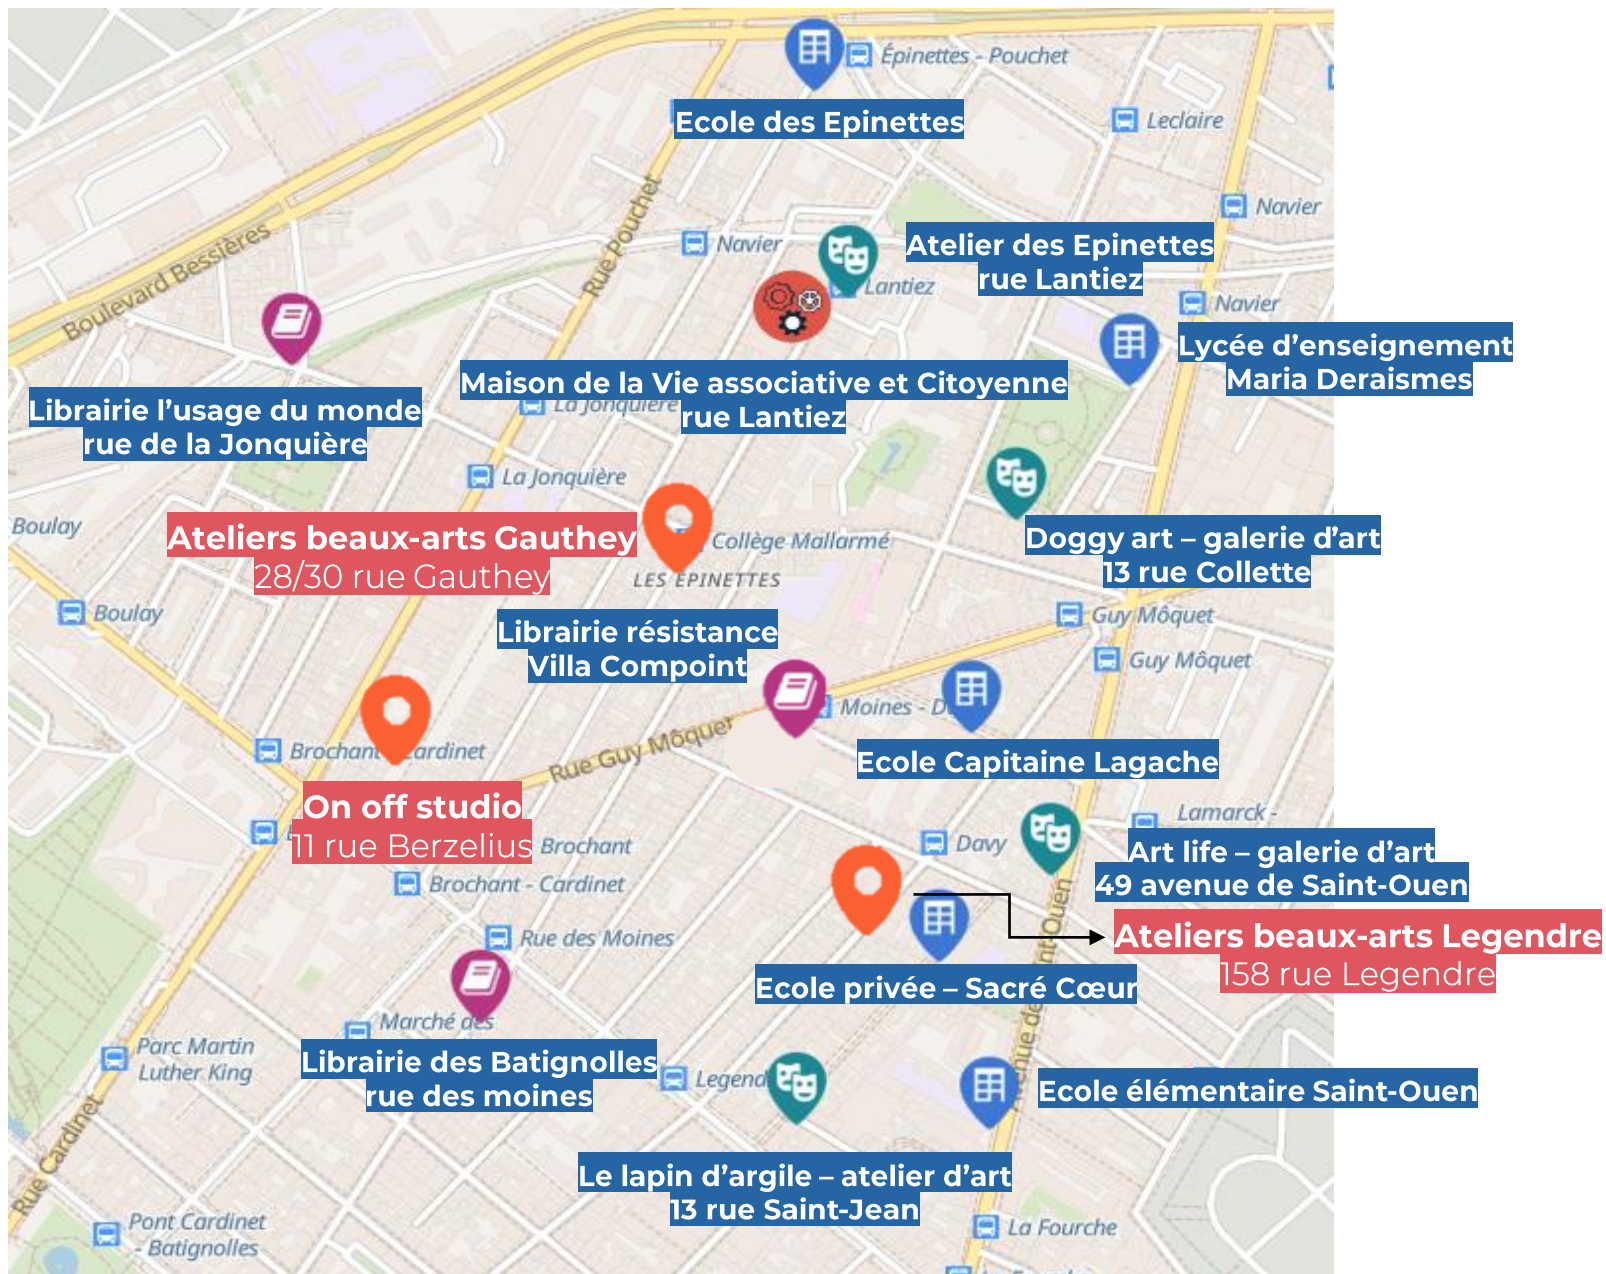 Épinettes - Pouchet
Ecole des Epinettes
Leclaire
Navier
Rue Pouchet
Navier
Atelier des Epinettes
rue Lantiez
Boulevard Bessières
Lantiez
Navier
Lycée d'enseignement
Maria Deraismes
Maison de la Vie associative et Citoyenne
rue Lantiez
La Jonquière
Librairie l'usage du monde
rue de la Jonquière
La Jonquière
Boulay
Ateliers beaux-arts Gauthey
28/30 rue Gauthey
Collège Mallarmé
LES ÉPINETTES
Doggy art – galerie d'art
13 rue Collette
Boulay
Guy Môquet
Librairie résistance
Villa Compoint
Guy Môquet
Moines - D
Brochant Cardinet
Rue Guy Môquet
Ecole Capitaine Lagache
On off studio
11 rue Berzelius
Brochant
Lamarck -
Davy
Art life – galerie d'art
49 avenue de Saint-Ouen
Brochant - Cardinet
Rue des Moines
Ateliers beaux-arts Legendre
158 rue Legendre
Ecole privée – Sacré Cœur
Avenue de nt-Ouen
Marché des
Parc Martin
Luther King
Librairie des Batignolles
rue des moines
Legend
Ecole élémentaire Saint-Ouen
Rue Cardinet
Le lapin d'argile – atelier d'art
13 rue Saint-Jean
Pont Cardinet
- Batignolles
La Fourche